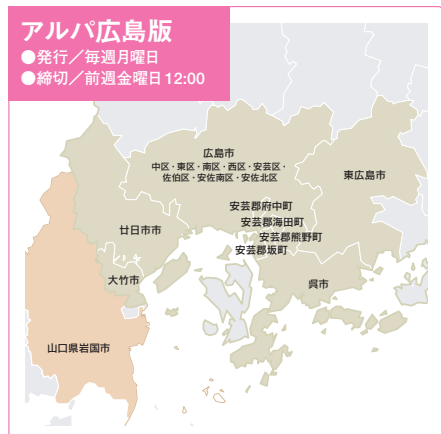 アルパ広島版
●発行／毎週月曜日
●締切／前週金曜日12:00
広島市
中区・東区・南区・西区・安芸区・
佐伯区・安佐南区・安佐北区
東広島市
安芸郡府中町
安芸郡海田町
安芸郡熊野町
安芸郡坂町
廿日市市
大竹市
呉市
山口県岩国市